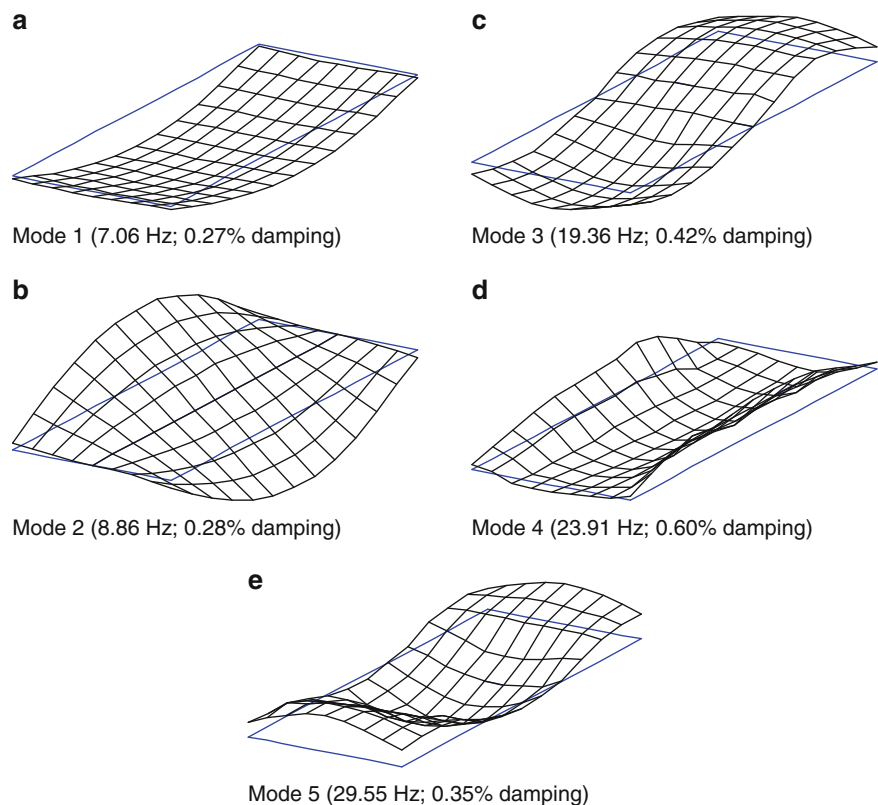 a
Mode 1 (7.06 Hz; 0.27% damping)
b
Mode 2 (8.86 Hz; 0.28% damping)
c
Mode 3 (19.36 Hz; 0.42% damping)
d
Mode 4 (23.91 Hz; 0.60% damping)
e
Mode 5 (29.55 Hz; 0.35% damping)